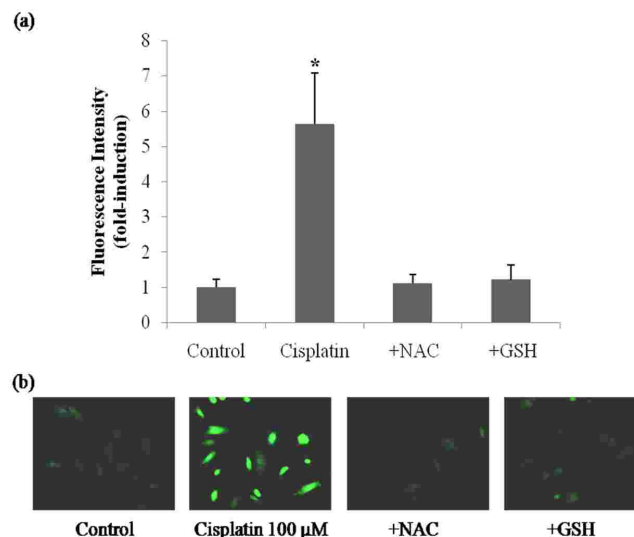 (a)
Fluorescence Intensity
(fold-induction)
8
7
6
5
4
3
2
1
0
*
Control Cisplatin +NAC +GSH
(b)
Control Cisplatin 100 µM +NAC +GSH